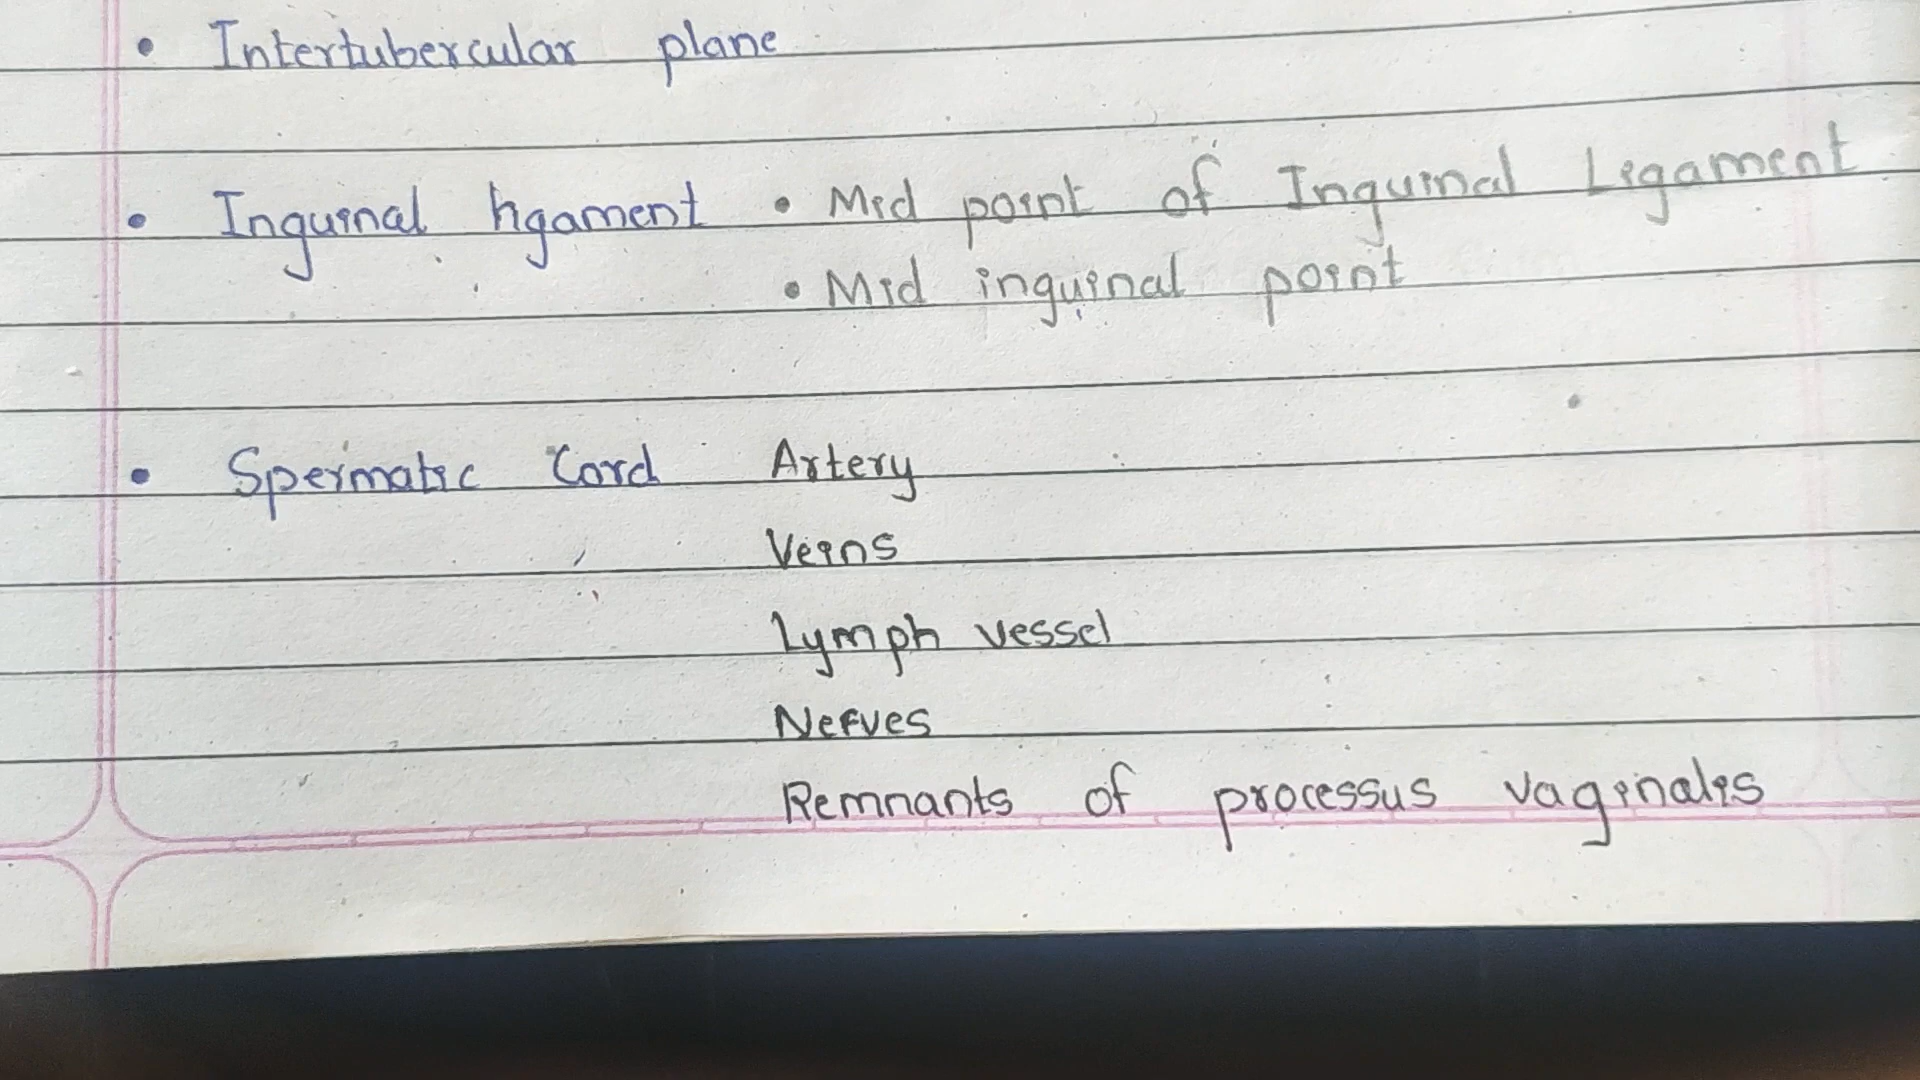 • Intertubercular plane
• Inguinal ligament • Mid point of Inguinal Ligament
• Mid inguinal point
• Spermatic Cord Artery
Veins
Lymph vessel
Nerves
Remnants of processus vaginalis